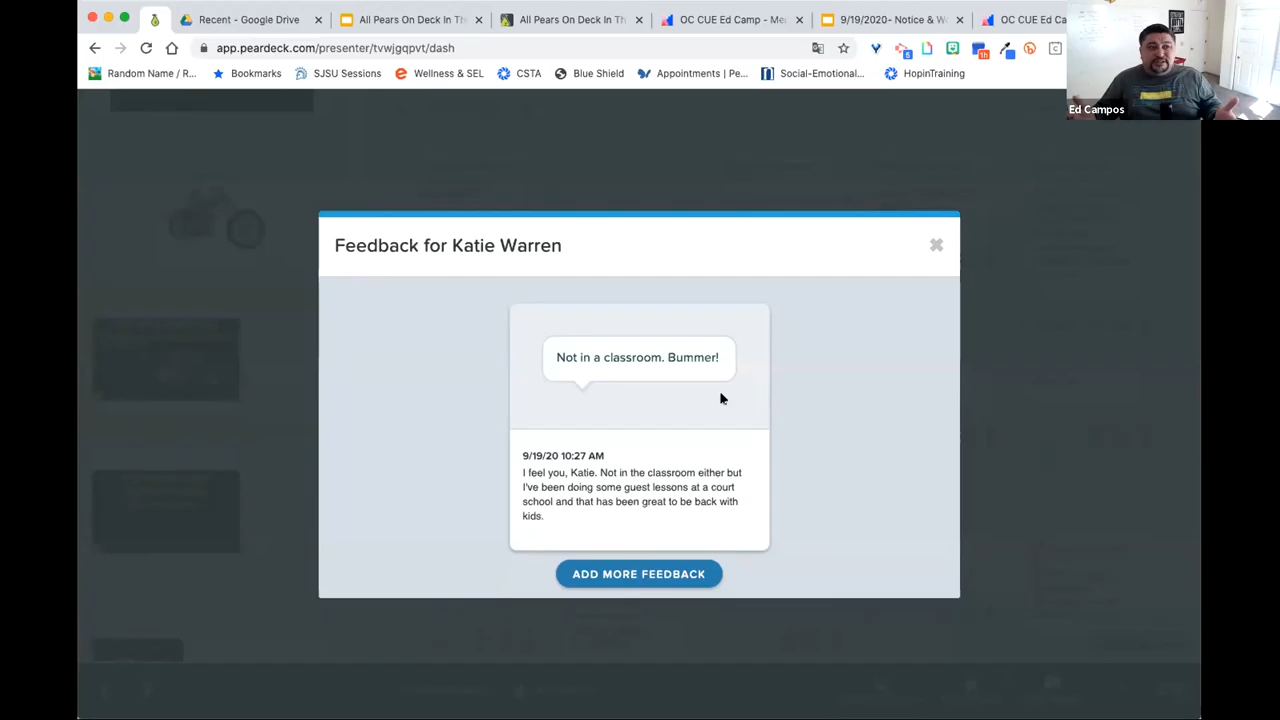 Recent - Google Drive
All Pears On Deck In Th
All Pears On Deck In Th
OC CUE Ed Camp - Me
9/19/2020- Notice & W
OC CUE Ed Ca
app.peardeck.com/presenter/tvwjgqpvt/dash
Random Name / R...
Bookmarks
SJSU Sessions
Wellness & SEL
CSTA
Blue Shield
Appointments | Pe...
Social-Emotional...
HopinTraining
Ed Campos
Feedback for Katie Warren
Not in a classroom. Bummer!
9/19/20 10:27 AM
I feel you, Katie. Not in the classroom either but
I've been doing some guest lessons at a court
school and that has been great to be back with
kids.
ADD MORE FEEDBACK